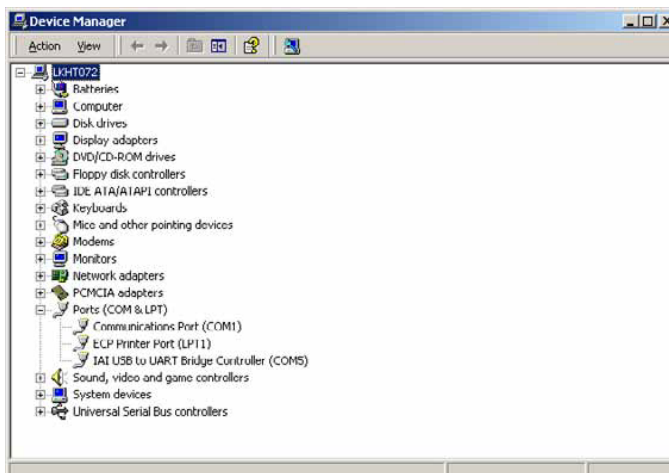 Device Manager
Action View
LKHT072
Batteries
Computer
Disk drives
Display adaptors
DVD/CD-ROM drives
Floppy disk controllers
IDE ATA/ATAPI controllers
Keyboards
Mice and other pointing devices
Modems
Monitors
Network adapters
PCMCIA adapters
Ports (COM & LPT)
Communications Port (COM1)
ECP Printer Port (LPT1)
IAI USB to UART Bridge Controller (COM5)
Sound, video and game controllers
System devices
Universal Serial Bus controllers